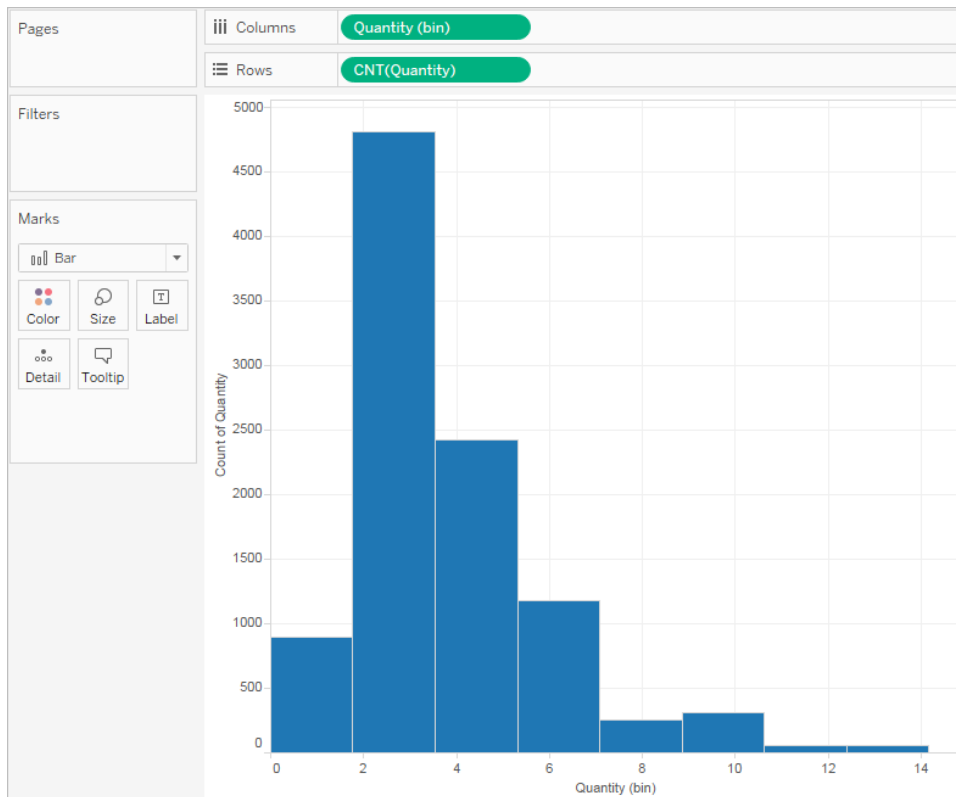 Pages
Columns
Quantity (bin)
Rows
CNT(Quantity)
Filters
Marks
Bar
Color
Size
T
Label
Detail
Tooltip
5000
4500
4000
3500
3000
2500
2000
1500
1000
500
0
Count of Quantity
0 2 4 6 8 10 12 14
Quantity (bin)